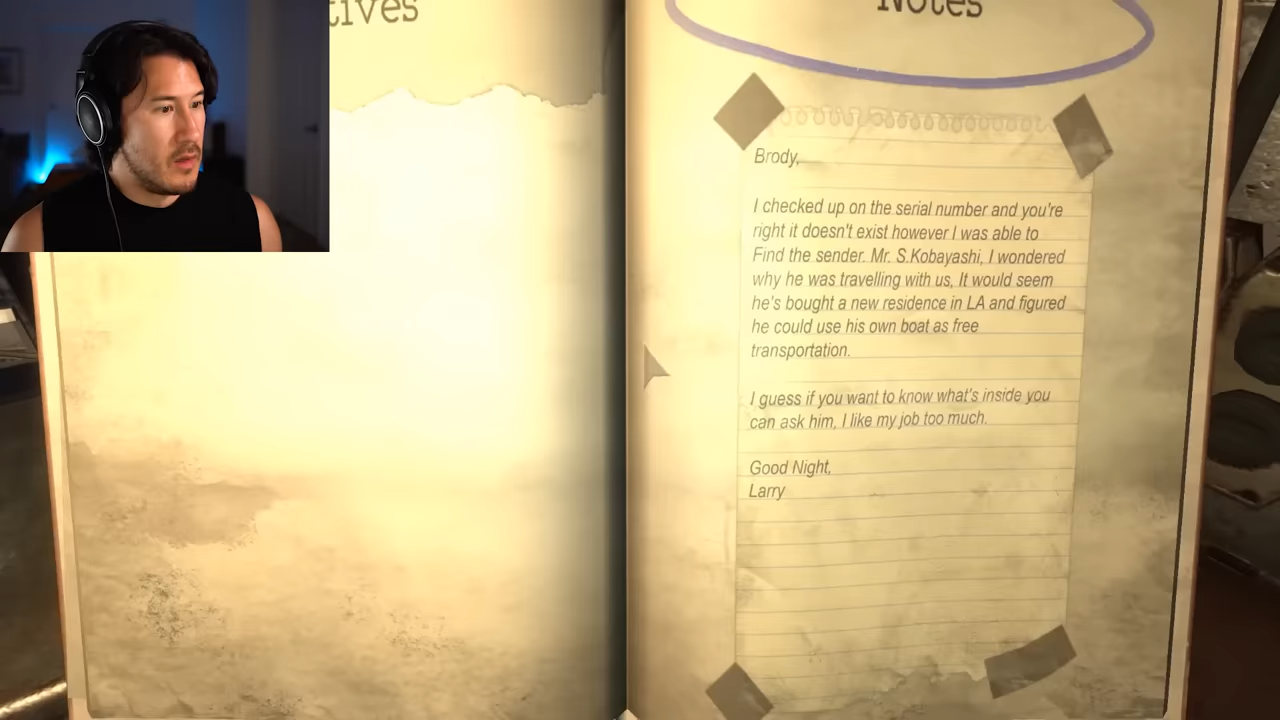 tives
Notes
Brody,
I checked up on the serial number and you're
right it doesn't exist however I was able to
Find the sender. Mr. S.Kobayashi, I wondered
why he was travelling with us, It would seem
he's bought a new residence in LA and figured
he could use his own boat as free
transportation.
I guess if you want to know what's inside you
can ask him, I like my job too much.
Good Night,
Larry